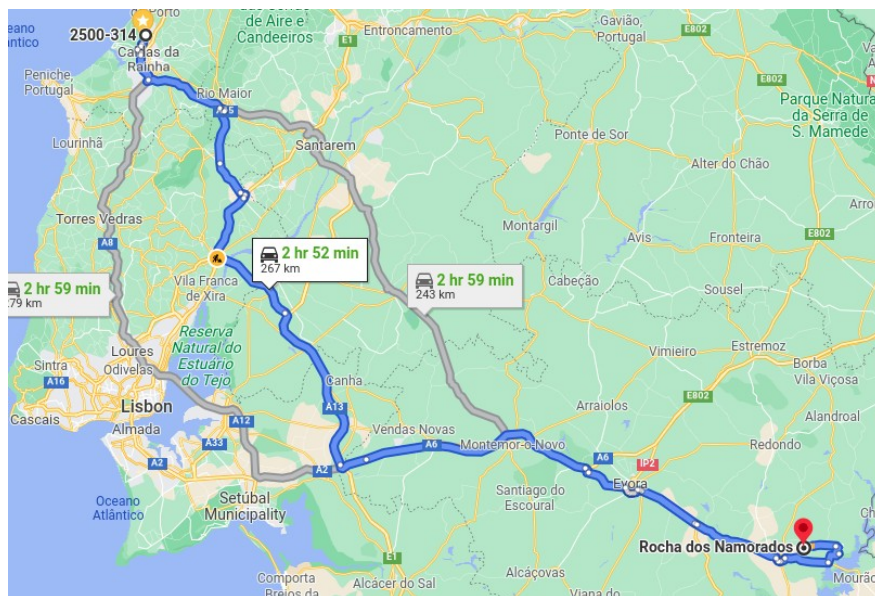 de Porto
de Aire e
Candeeiros
Entroncamento
Gavião,
Portugal
E802
E1
2500-314
Caldas da
Rainha
Peniche,
Portugal
Rio Maior
A15
E802
Parque Natura
da Serra de
S. Mamede
Lourinhã
Santarem
Ponte de Sor
Alter do Chão
Torres Vedras
A8
Montargil
Avis
Fronteira
E802
2 hr 52 min
267 km
2 hr 59 min
279 km
Vila Franca
de Xira
2 hr 59 min
243 km
Cabeção
Sousel
Reserva
Natural do
Estuário
do Tejo
Loures
Odivelas
Sintra
A16
Vimieiro
Estremoz
Borba
Vila Viçosa
Canha
A13
Lisbon
Cascais
Almada
A12
A33
A2
Arraiolos
E802
Alandroal
Vendas Novas
A6
Montemor-o-Novo
Redondo
A6
IP2
A2
Evora
Setúbal
Municipality
Santiago do
Escoural
Oceano
Atlântico
Rocha dos Namorados
Mourão
E1
Comporta
Brejos da
Alcácer do Sal
Alcáçovas
Viana do